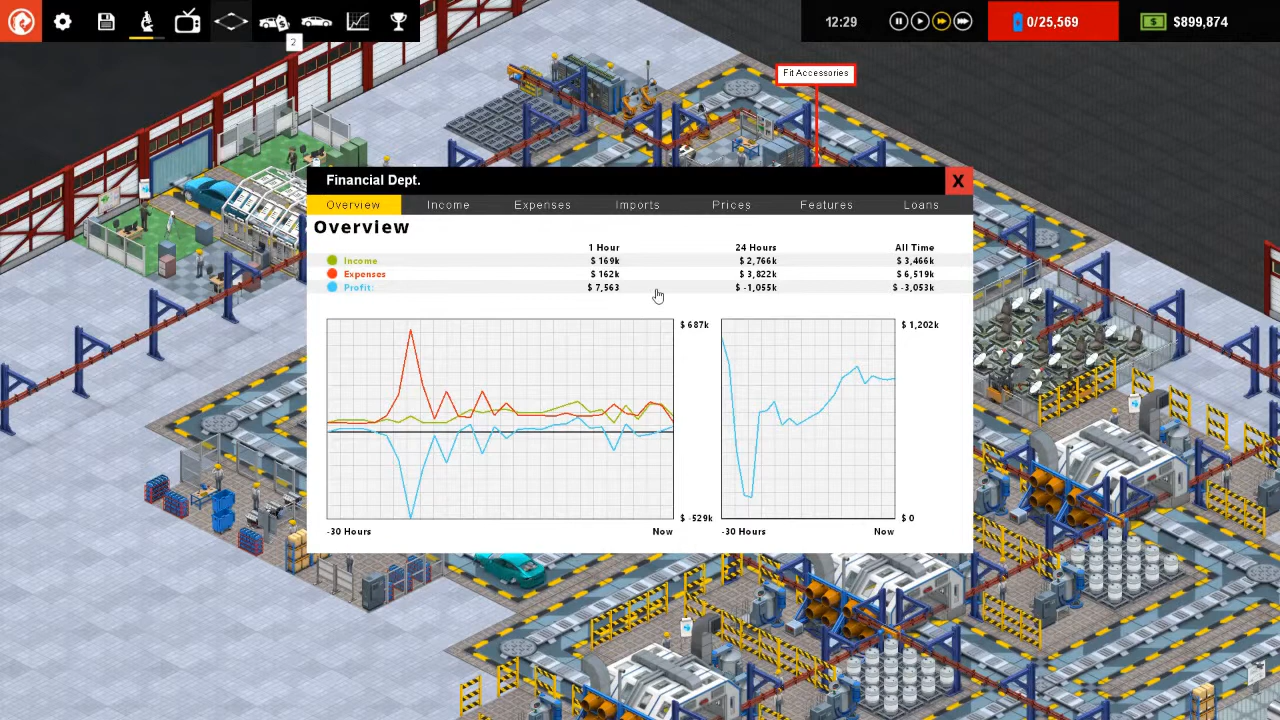 12:29
0/25,569
$899,874
2
Fit Accessories
Financial Dept.
X
Overview Income Expenses Imports Prices Features Loans
Overview
1 Hour 24 Hours All Time
Income $ 169k $ 2,766k $ 3,466k
Expenses $ 162k $ 3,822k $ 6,519k
Profit: $ 7,563 $ -1,055k $ -3,053k
$ 687k $ 1,202k
$ -529k $ 0
-30 Hours Now -30 Hours Now